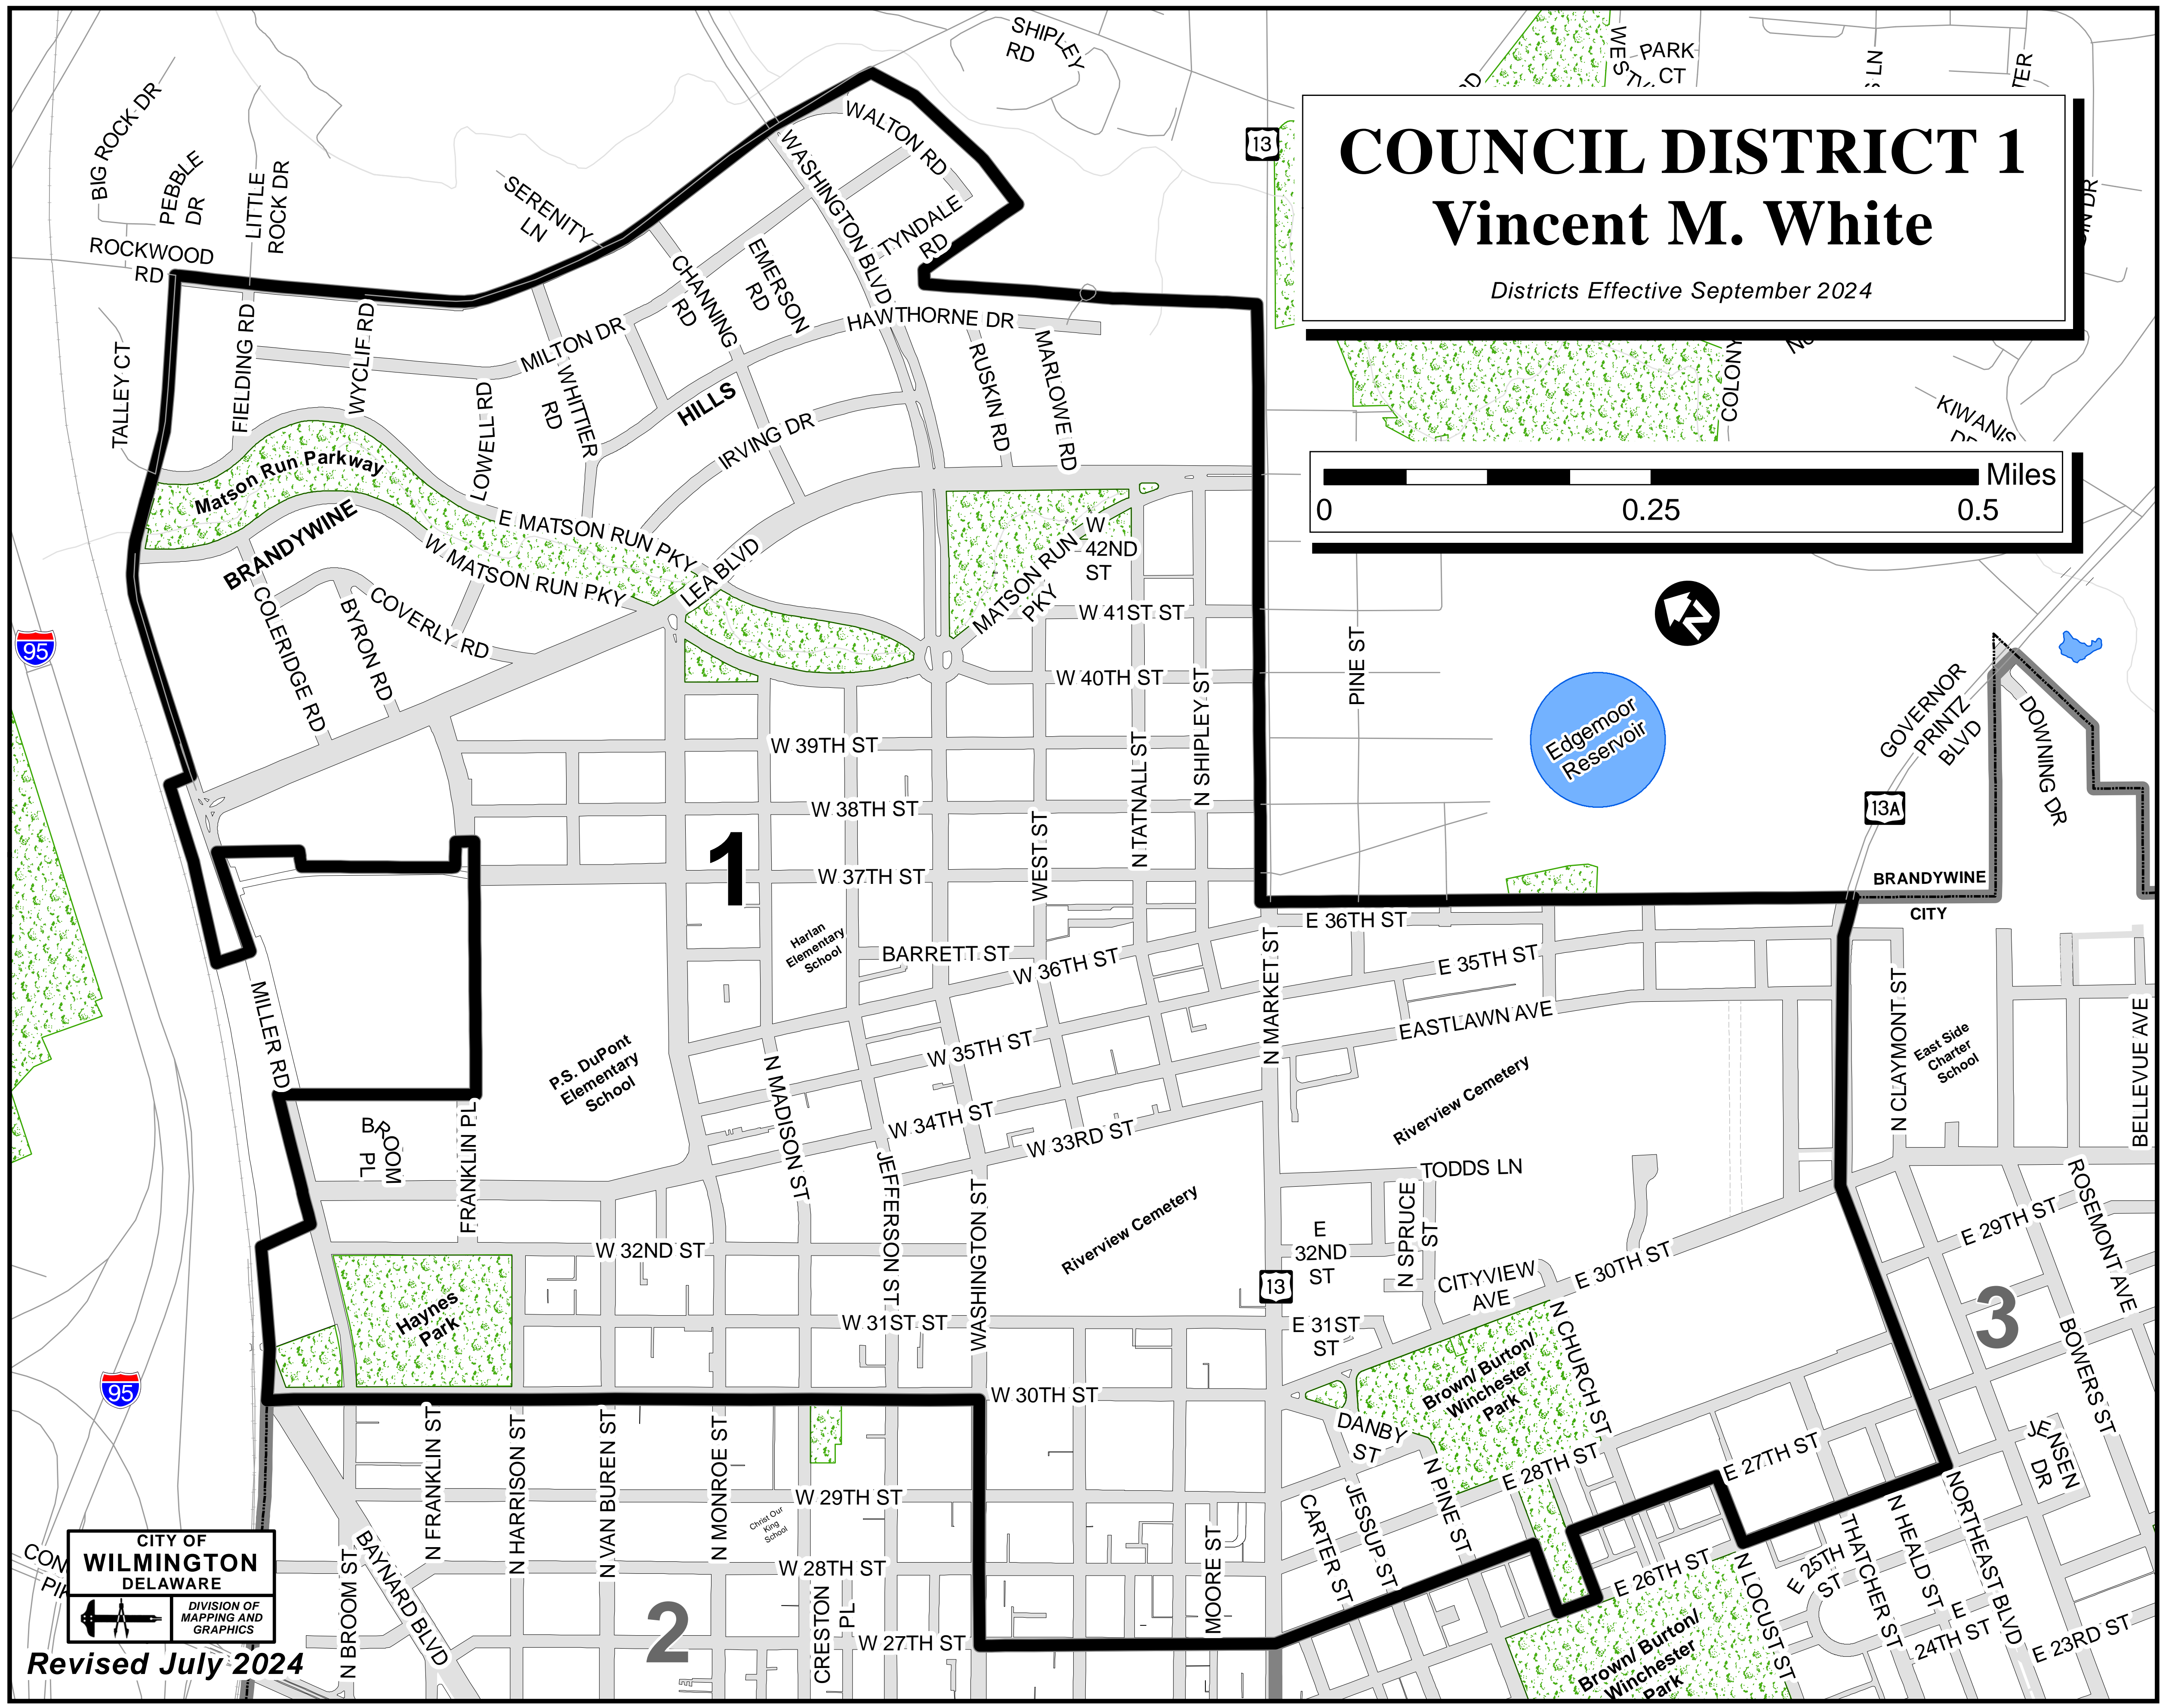 COUNCIL DISTRICT 1
Vincent M. White
Districts Effective September 2024
Miles
0
0.25
0.5
SHIPLEY
RD
PARK
CT
13
BIG ROCK DR
PEBBLE
DR
LITTLE
ROCK DR
ROCKWOOD
RD
SERENITY
LN
WALTON RD
WASHINGTON BLVD
TYNDALE
RD
CHANNING
RD
EMERSON
RD
HAWTHORNE DR
TALLEY CT
FIELDING RD
WYCLIF RD
MILTON DR
WHITTIER
RD
LOWELL RD
HILLS
IRVING DR
RUSKIN RD
MARLOWE RD
COLONY
KIWANIS
Matson Run Parkway
BRANDYWINE
E MATSON RUN PKY
W MATSON RUN PKY
LEA BLVD
MATSON RUN
PKY
W
42ND
ST
COLERIDGE RD
BYRON RD
COVERLY RD
W 41ST ST
W 40TH ST
95
PINE ST
N
Edgemoor
Reservoir
GOVERNOR
PRINTZ
BLVD
DOWNING DR
13A
W 39TH ST
W 38TH ST
W 37TH ST
1
WEST ST
N TATNALL ST
N SHIPLEY ST
BRANDYWINE
CITY
Harlan
Elementary
School
BARRETT ST
W 36TH ST
E 36TH ST
E 35TH ST
EASTLAWN AVE
N MARKET ST
MILLER RD
P.S. DuPont
Elementary
School
W 35TH ST
W 34TH ST
W 33RD ST
N MADISON ST
JEFFERSON ST
WASHINGTON ST
Riverview Cemetery
Riverview Cemetery
N CLAYMONT ST
East Side
Charter
School
BELLEVUE AVE
BROOM
PL
FRANKLIN PL
TODDS LN
E
32ND
ST
N SPRUCE
ST
CITYVIEW
AVE
E 30TH ST
E 29TH ST
ROSEMONT AVE
W 32ND ST
Haynes
Park
W 31ST ST
13
E 31ST
ST
N CHURCH ST
3
BOWERS ST
95
W 30TH ST
Brown/ Burton/
Winchester
Park
DANBY
ST
N FRANKLIN ST
N HARRISON ST
N VAN BUREN ST
N MONROE ST
W 29TH ST
Christ Our
King
School
E 28TH ST
E 27TH ST
JENSEN
DR
CARTER ST
JESSUP ST
N PINE ST
N BROOM ST
BAYNARD BLVD
W 28TH ST
CRESTON
PL
MOORE ST
2
W 27TH ST
E 26TH ST
N LOCUST ST
E 25TH
ST
THATCHER ST
N HEALD ST
NORTHEAST BLVD
E
24TH ST
E 23RD ST
Brown/ Burton/
Winchester
Park
CITY OF
WILMINGTON
DELAWARE
DIVISION OF
MAPPING AND
GRAPHICS
Revised July 2024